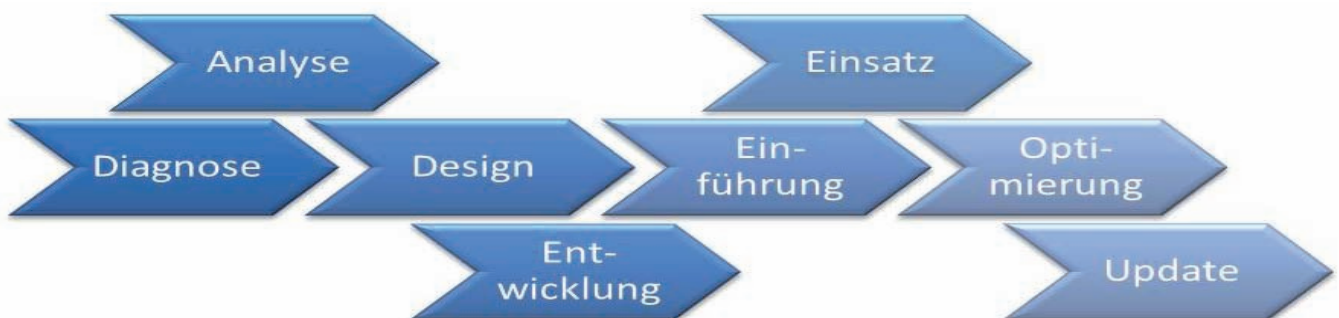 Analyse
Einsatz
Diagnose
Design
Ein-
führung
Opti-
mierung
Ent-
wicklung
Update